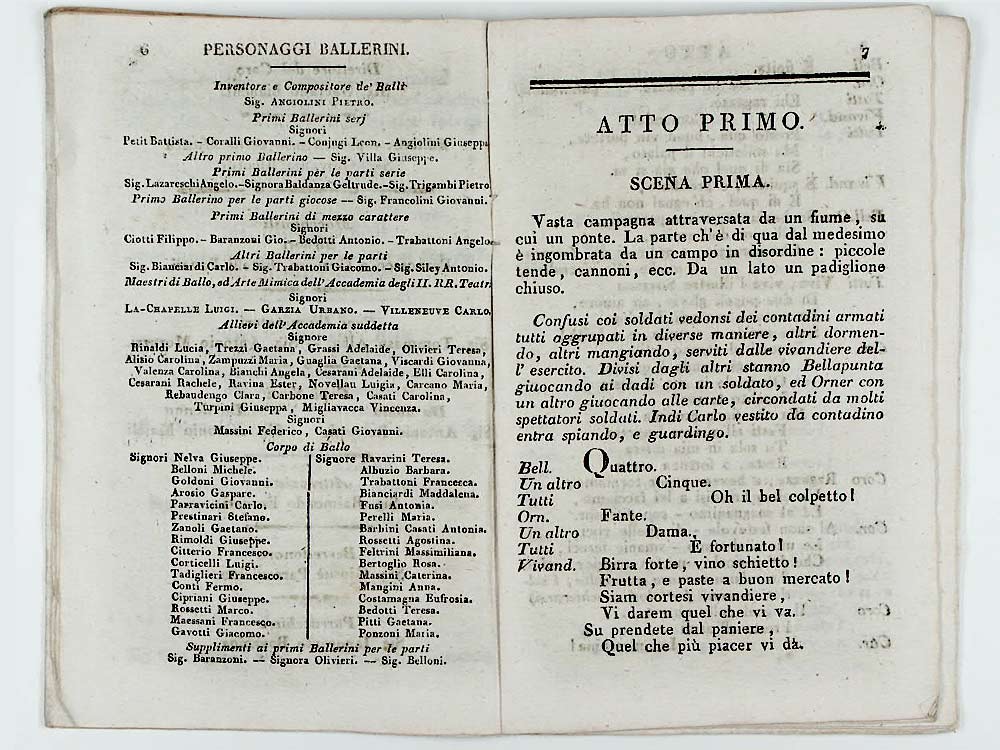 6
PERSONAGGI BALLERINI.
Inventore e Compositore de' Balli
Sig. ANGIOLINI PIETRO.
Primi Ballerini serj
Signori
Petit Battista. - Coralli Giovanni. - Conjugi Leon. - Angiolini Giuseppa
Altro primo Ballerino — Sig. Villa Giuseppe.
Primi Ballerini per le parti serie
Sig. Lazareschi Angelo. - Signora Baldanza Geltrude. - Sig. Trigambi Pietro
Primo Ballerino per le parti giocose — Sig. Francolini Giovanni.
Primi Ballerini di mezzo carattere
Signori
Ciotti Filippo. - Baranzoni Gio. - Bedotti Antonio. - Trabattoni Angelo
Altri Ballerini per le parti
Sig. Bianciardi Carlo. - Sig. Trabattoni Giacomo. - Sig. Siley Antonio.
Maestri di Ballo, ed Arte Mimica dell'Accademia degli II. RR. Teatri
Signori
LA-CHAPELLE LUIGI. — GARZIA URBANO. — VILLENEUVE CARLO.
Allievi dell'Accademia suddetta
Signore
Rinaldi Lucia, Trezzi Gaetana, Grassi Adelaide, Olivieri Teresa,
Alisio Carolina, Zampuzzi Maria, Guaglia Gaetana, Viscardi Giovanna,
Valenza Carolina, Bianchi Angela, Cesarani Adelaide, Elli Carolina,
Cesarani Rachele, Ravina Ester, Novellau Luigia, Carcano Maria,
Rebaudengo Clara, Carbone Teresa, Casati Carolina,
Turpini Giuseppa, Migliavacca Vincenza.
Signori
Massini Federico, Casati Giovanni.
Corpo di Ballo
Signori Nelva Giuseppe.
Belloni Michele.
Goldoni Giovanni.
Arosio Gaspare.
Parravicini Carlo.
Prestinari Stefano.
Zanoli Gaetano.
Rimoldi Giuseppe.
Citterio Francesco.
Corticelli Luigi.
Tadiglieri Francesco.
Conti Fermo.
Cipriani Giuseppe.
Rossetti Marco.
Maessani Francesco.
Gavotti Giacomo.
Signore Ravarini Teresa.
Albuzio Barbara.
Trabattoni Francesca.
Bianciardi Maddalena.
Fusi Antonia.
Perelli Maria.
Barbini Casati Antonia.
Rossetti Agostina.
Feltrini Massimiliana.
Bertoglio Rosa.
Massini Caterina.
Mangini Anna.
Costamagna Eufrosia.
Bedotti Teresa.
Pitti Gaetana.
Ponzoni Maria.
Supplimenti ai primi Ballerini per le parti
Sig. Baranzoni. — Signora Olivieri. — Sig. Belloni.
7
ATTO PRIMO.
SCENA PRIMA.
Vasta campagna attraversata da un fiume, su
cui un ponte. La parte ch'è di qua dal medesimo
è ingombrata da un campo in disordine : piccole
tende, cannoni, ecc. Da un lato un padiglione
chiuso.
Confusi coi soldati vedonsi dei contadini armati
tutti aggrupati in diverse maniere, altri dormen-
do, altri mangiando, serviti dalle vivandiere del-
l'esercito. Divisi dagli altri stanno Bellapunta
giuocando ai dadi con un soldato, ed Orner con
un altro giuocando alle carte, circondati da molti
spettatori soldati. Indi Carlo vestito da contadino
entra spiando, e guardingo.
Bell. Quattro.
Un altro Cinque.
Tutti Oh il bel colpetto!
Orn. Fante.
Un altro Dama.
Tutti È fortunato!
Vivand. Birra forte, vino schietto!
Frutta, e paste a buon mercato!
Siam cortesi vivandiere,
Vi darem quel che vi va.
Su prendete dal paniere,
Quel che più piacer vi dà.